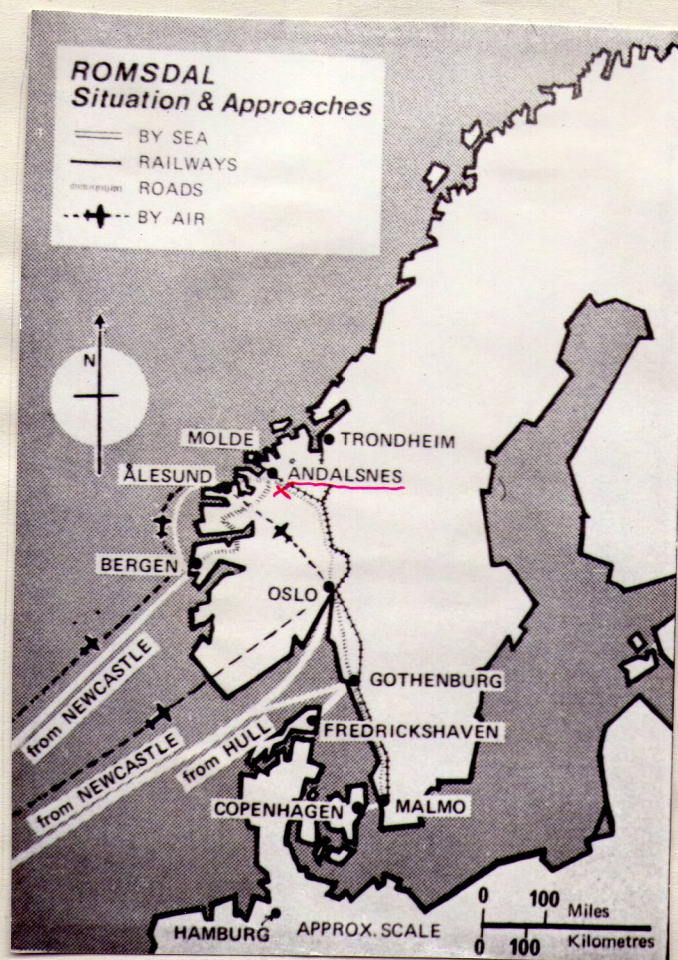 ROMSDAL
Situation & Approaches
BY SEA
RAILWAYS
ROADS
BY AIR
N
MOLDE
TRONDHEIM
ÅLESUND
ANDALSNES
BERGEN
OSLO
from NEWCASTLE
GOTHENBURG
from NEWCASTLE
from HULL
FREDRICKSHAVEN
COPENHAGEN
MALMO
HAMBURG
APPROX. SCALE
0 100 Miles
0 100 Kilometres